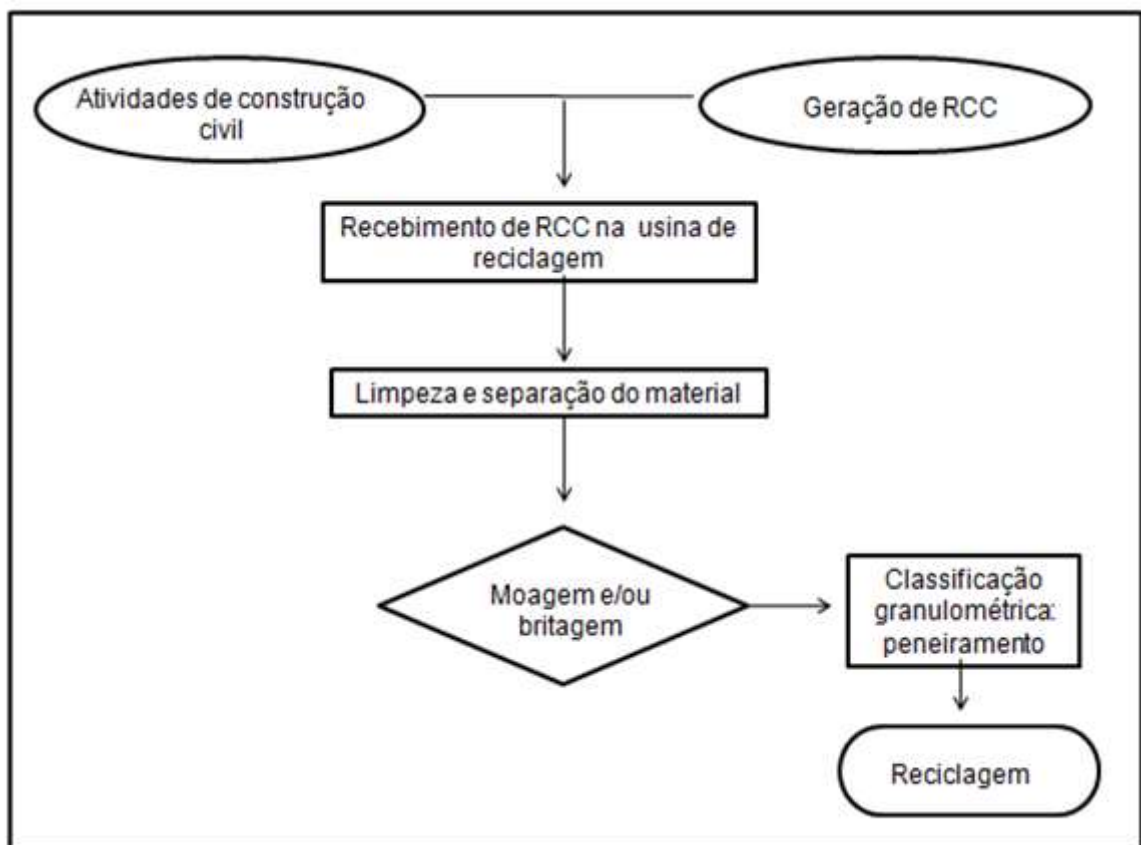 Atividades de construção
civil
Geração de RCC
Recebimento de RCC na usina de
reciclagem
Limpeza e separação do material
Moagem e/ou
britagem
Classificação
granulométrica:
peneiramento
Reciclagem